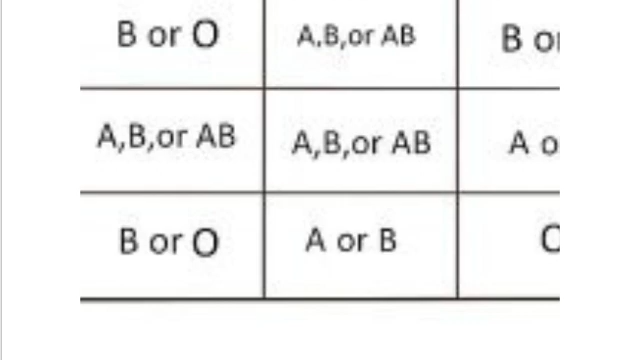 B or O
A,B,or AB
B
A,B,or AB
A,B,or AB
A
B or O
A or B